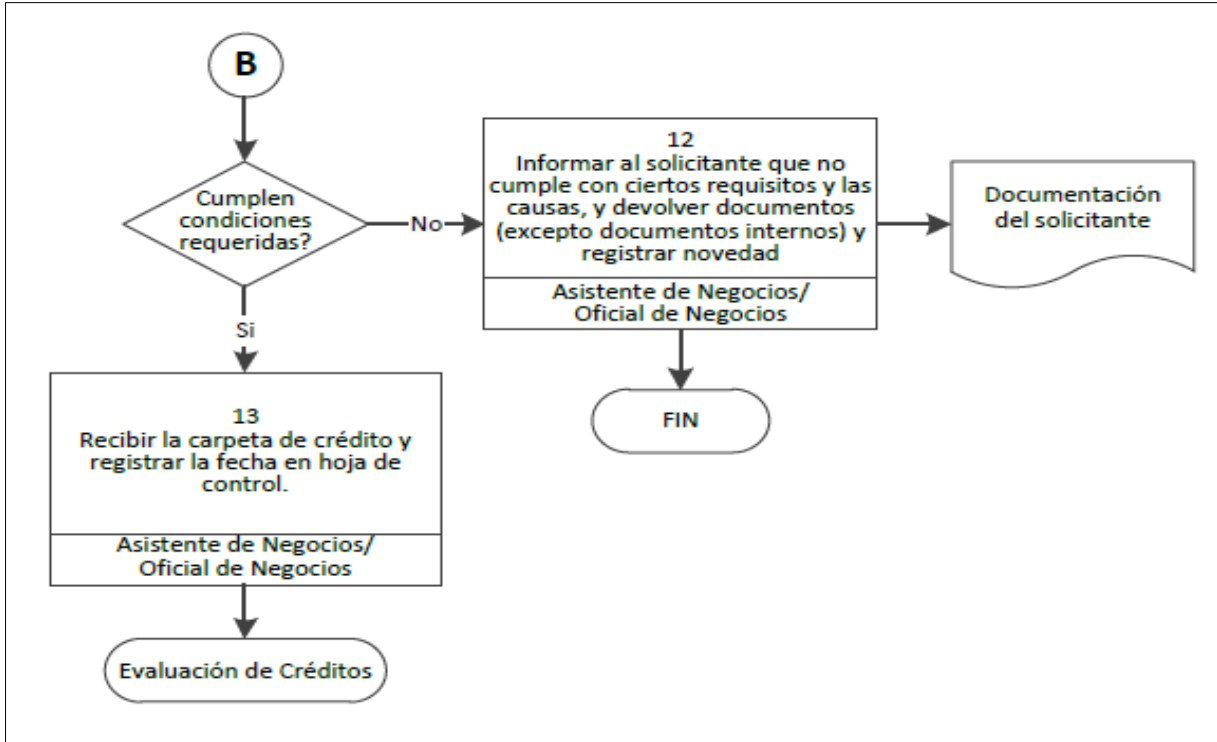 B
Cumplen
condiciones
requeridas?
No
12
Informar al solicitante que no
cumple con ciertos requisitos y las
causas, y devolver documentos
(excepto documentos internos) y
registrar novedad
Asistente de Negocios/
Oficial de Negocios
Documentación
del solicitante
FIN
Si
13
Recibir la carpeta de crédito y
registrar la fecha en hoja de
control.
Asistente de Negocios/
Oficial de Negocios
Evaluación de Créditos